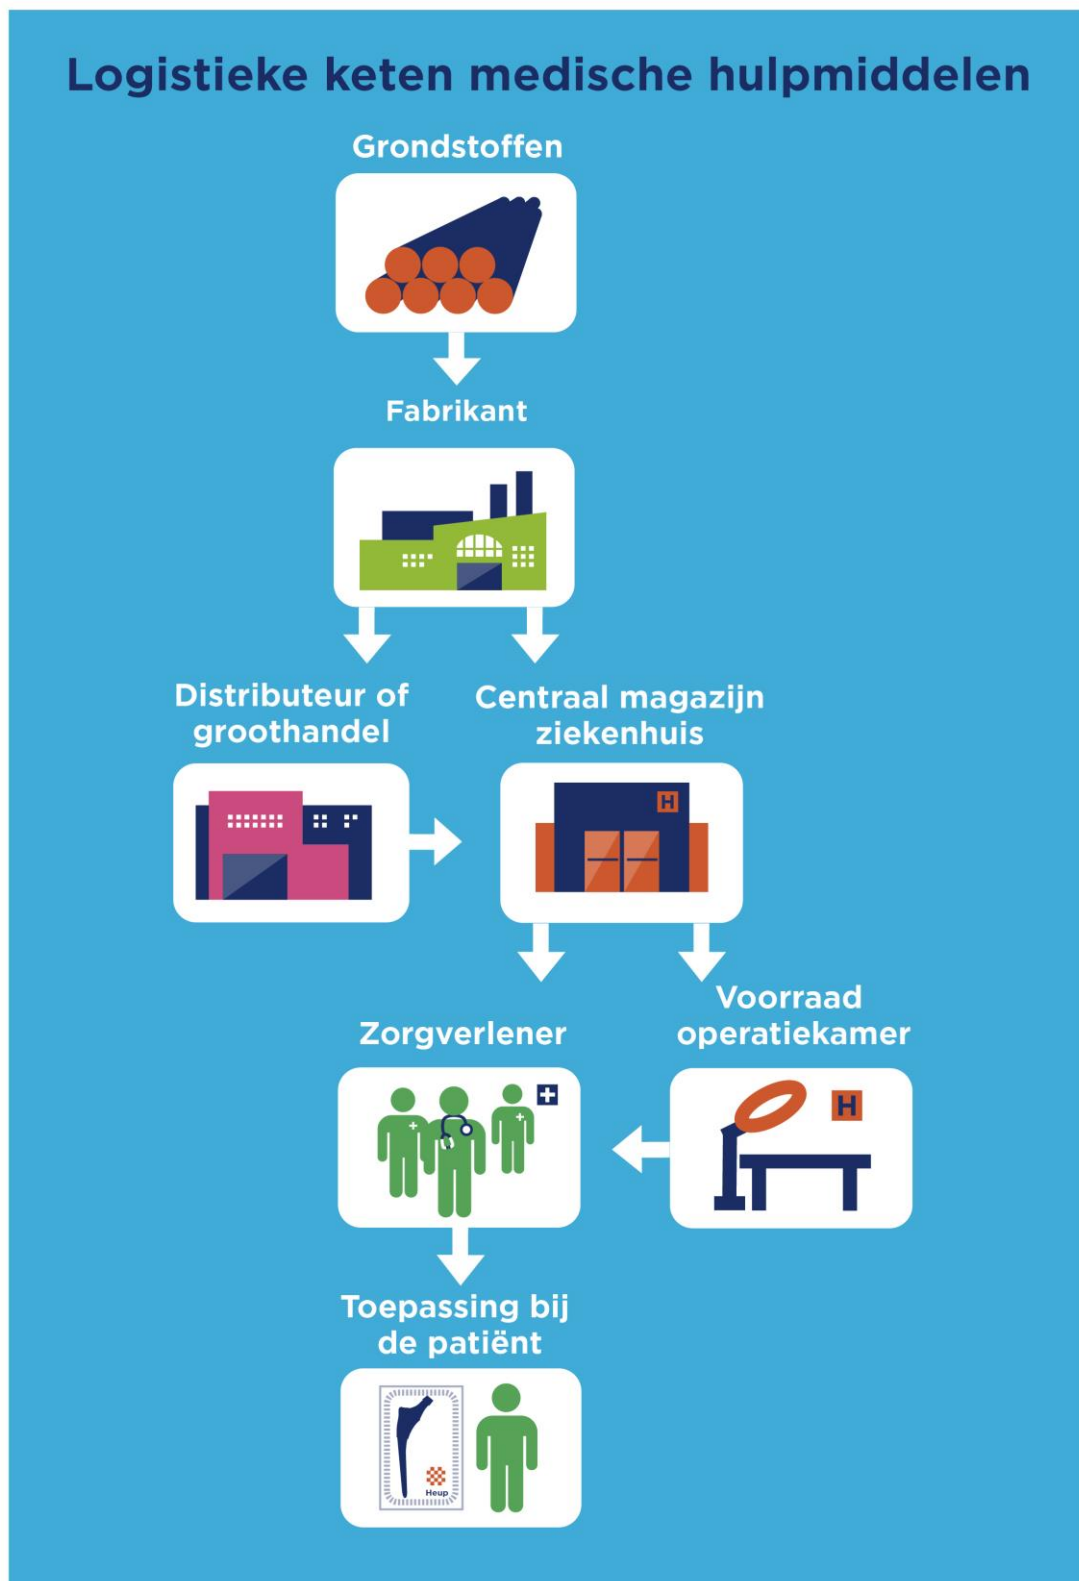 Logistieke keten medische hulpmiddelen
Grondstoffen
Fabrikant
Distributeur of
groothandel
Centraal magazijn
ziekenhuis
H
Zorgverlener
Voorraad
operatiekamer
H
Toepassing bij
de patiënt
Heup